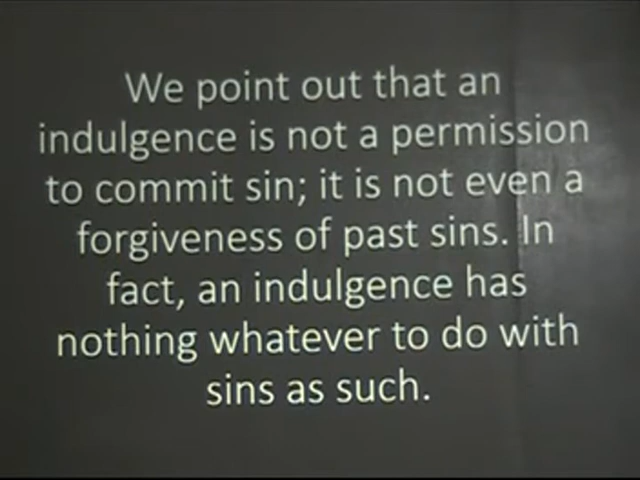 We point out that an
indulgence is not a permission
to commit sin; it is not even a
forgiveness of past sins. In
fact, an indulgence has
nothing whatever to do with
sins as such.